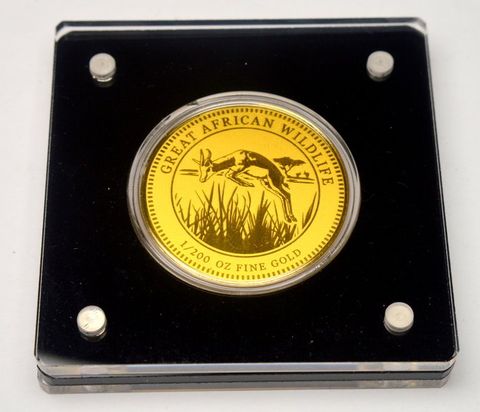 GREAT AFRICAN WILDLIFE
1/200 OZ FINE GOLD